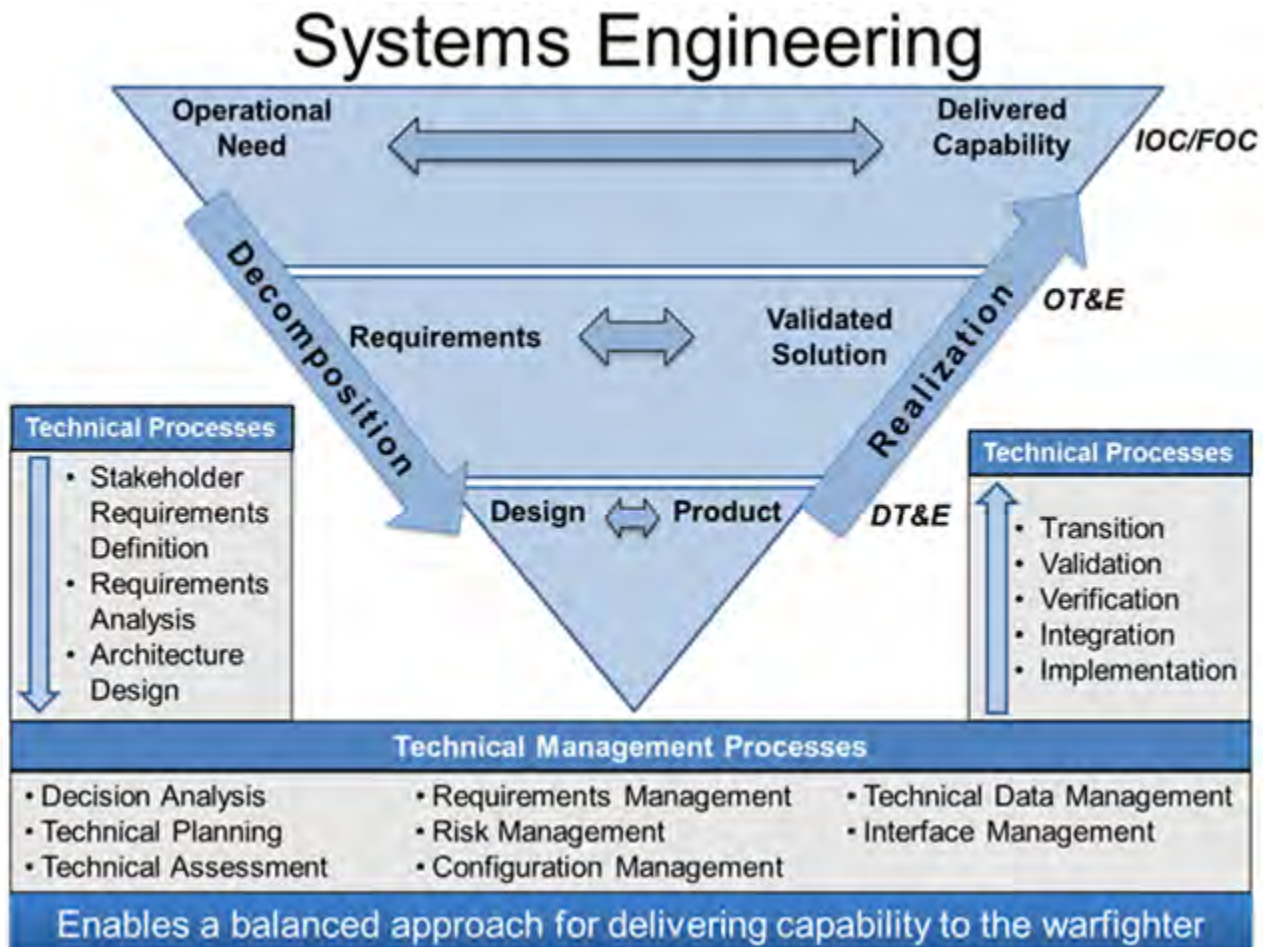 Systems Engineering
Operational
Need
Delivered
Capability
IOC/FOC
Decomposition
Realization
OT&E
Requirements
Validated
Solution
Design
Product
DT&E
Technical Processes
• Stakeholder
Requirements
Definition
• Requirements
Analysis
• Architecture
Design
Technical Processes
• Transition
• Validation
• Verification
• Integration
• Implementation
Technical Management Processes
• Decision Analysis
• Technical Planning
• Technical Assessment
• Requirements Management
• Risk Management
• Configuration Management
• Technical Data Management
• Interface Management
Enables a balanced approach for delivering capability to the warfighter